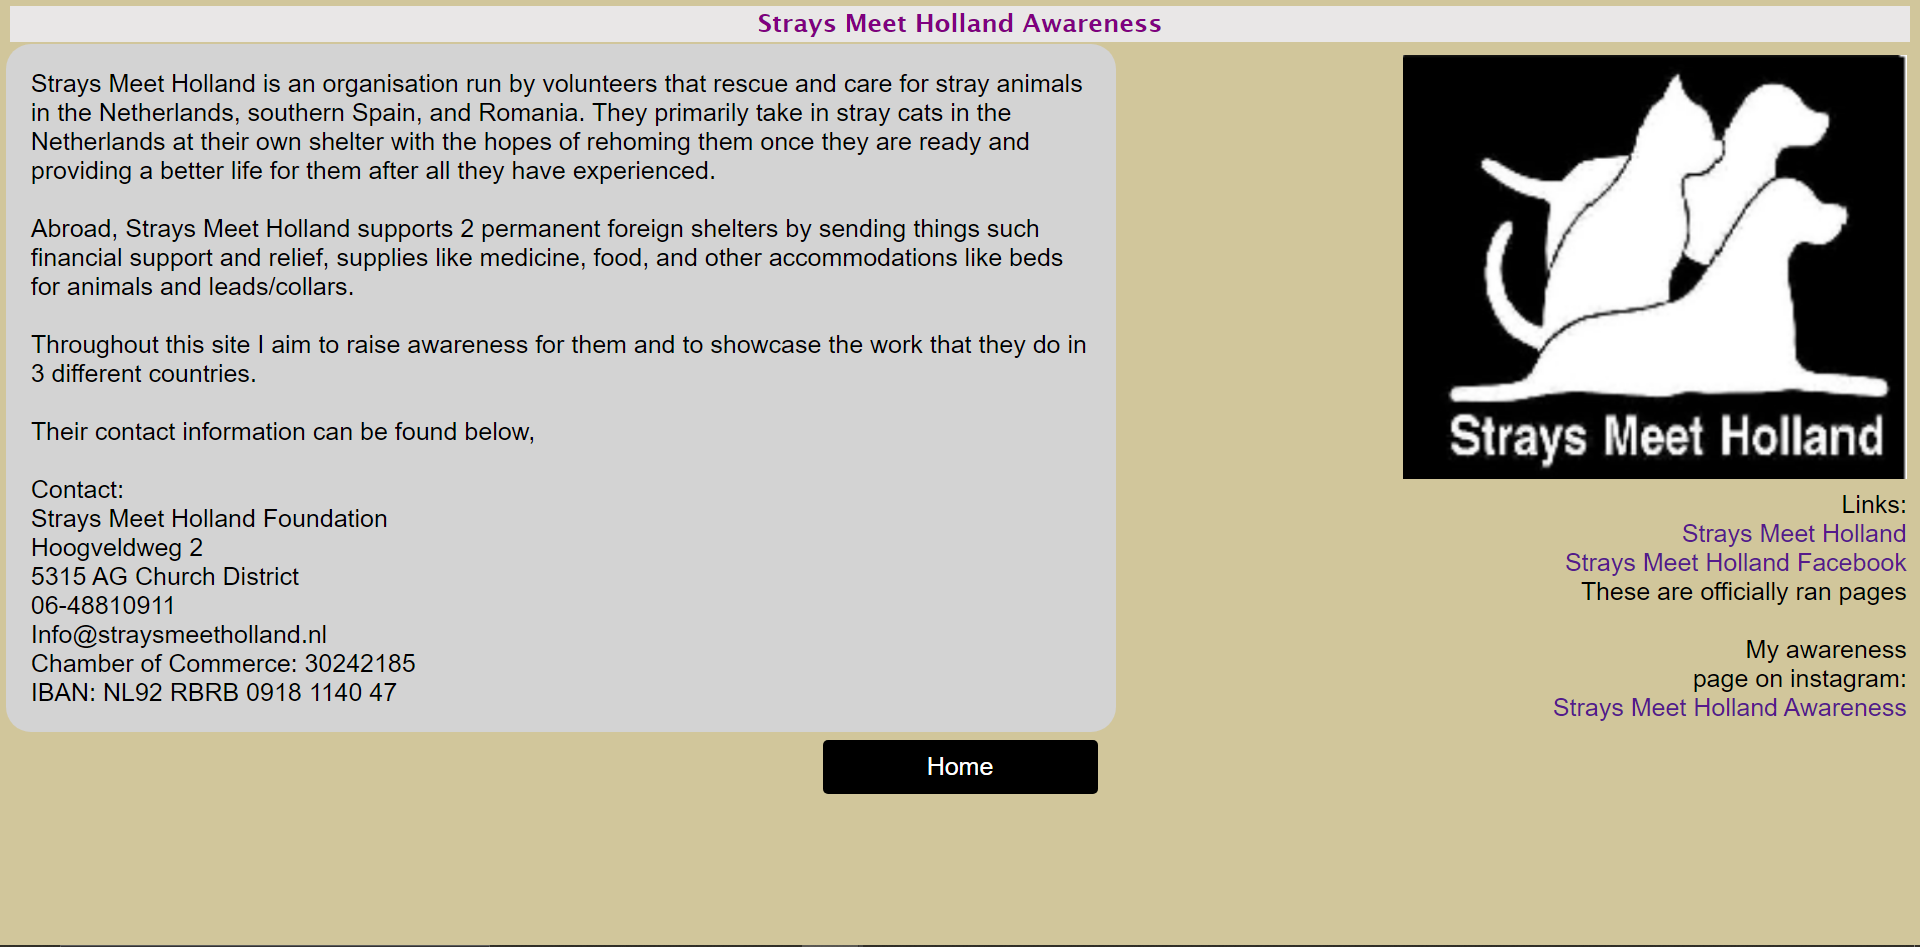 Strays Meet Holland Awareness
Strays Meet Holland is an organisation run by volunteers that rescue and care for stray animals
in the Netherlands, southern Spain, and Romania. They primarily take in stray cats in the
Netherlands at their own shelter with the hopes of rehoming them once they are ready and
providing a better life for them after all they have experienced.
Abroad, Strays Meet Holland supports 2 permanent foreign shelters by sending things such
financial support and relief, supplies like medicine, food, and other accommodations like beds
for animals and leads/collars.
Throughout this site I aim to raise awareness for them and to showcase the work that they do in
3 different countries.
Their contact information can be found below,
Contact:
Strays Meet Holland Foundation
Hoogveldweg 2
5315 AG Church District
06-48810911
Info@straysmeetholland.nl
Chamber of Commerce: 30242185
IBAN: NL92 RBRB 0918 1140 47
Strays Meet Holland
Links:
Strays Meet Holland
Strays Meet Holland Facebook
These are officially ran pages
My awareness
page on instagram:
Strays Meet Holland Awareness
Home